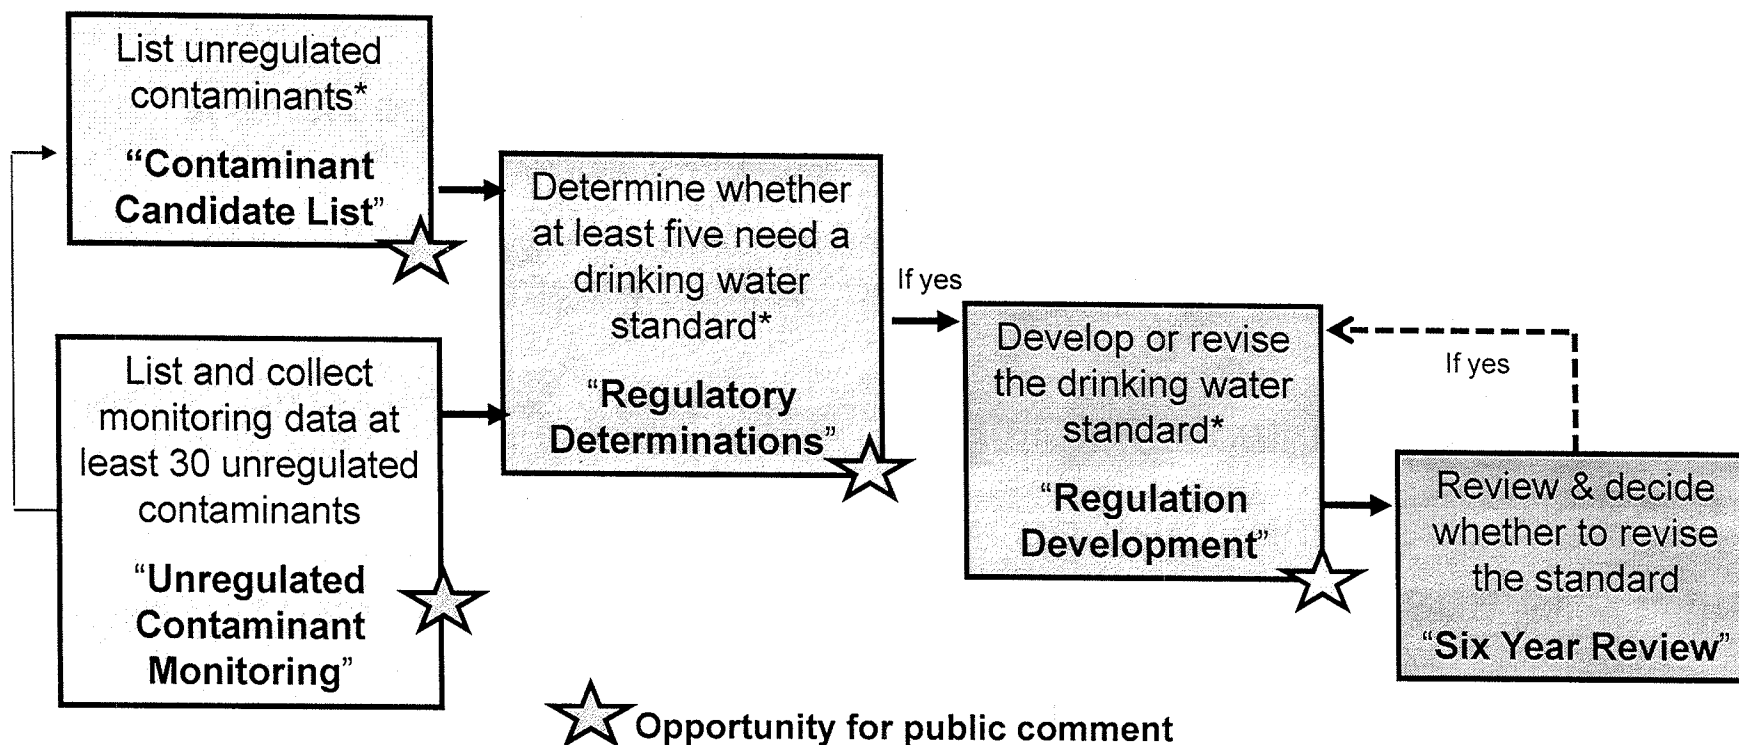 List unregulated
contaminants*
“Contaminant
Candidate List”
List and collect
monitoring data at
least 30 unregulated
contaminants
“Unregulated
Contaminant
Monitoring”
Determine whether
at least five need a
drinking water
standard*
“Regulatory
Determinations”
If yes
Develop or revise
the drinking water
standard*
“Regulation
Development”
If yes
Review & decide
whether to revise
the standard
“Six Year Review”
Opportunity for public comment